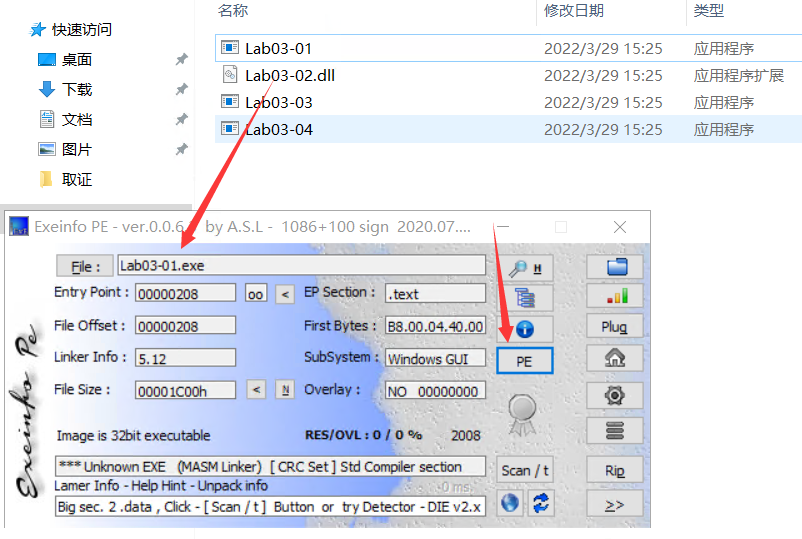 名称 修改日期 类型
快速访问
桌面
下载
文档
图片
取证
Lab03-01 2022/3/29 15:25 应用程序
Lab03-02.dll 2022/3/29 15:25 应用程序扩展
Lab03-03 2022/3/29 15:25 应用程序
Lab03-04 2022/3/29 15:25 应用程序
Exeinfo PE - ver.0.0.6. by A.S.L - 1086+100 sign 2020.07....
File : Lab03-01.exe H
Entry Point : 00000208 oo < EP Section : .text
File Offset : 00000208 First Bytes : B8.00.04.40.00 Plug
Linker Info : 5.12 SubSystem : Windows GUI PE
File Size : 00001C00h < N Overlay : NO 00000000
Image is 32bit executable RES/OVL : 0 / 0 % 2008
*** Unknown EXE (MASM Linker) [ CRC Set ] Std Compiler section Scan / t Rip
Lamer Info - Help Hint - Unpack info -0 ms.
Big sec. 2 .data , Click - [ Scan / t ] Button or try Detector - DIE v2.x >>
Exeinfo Pe